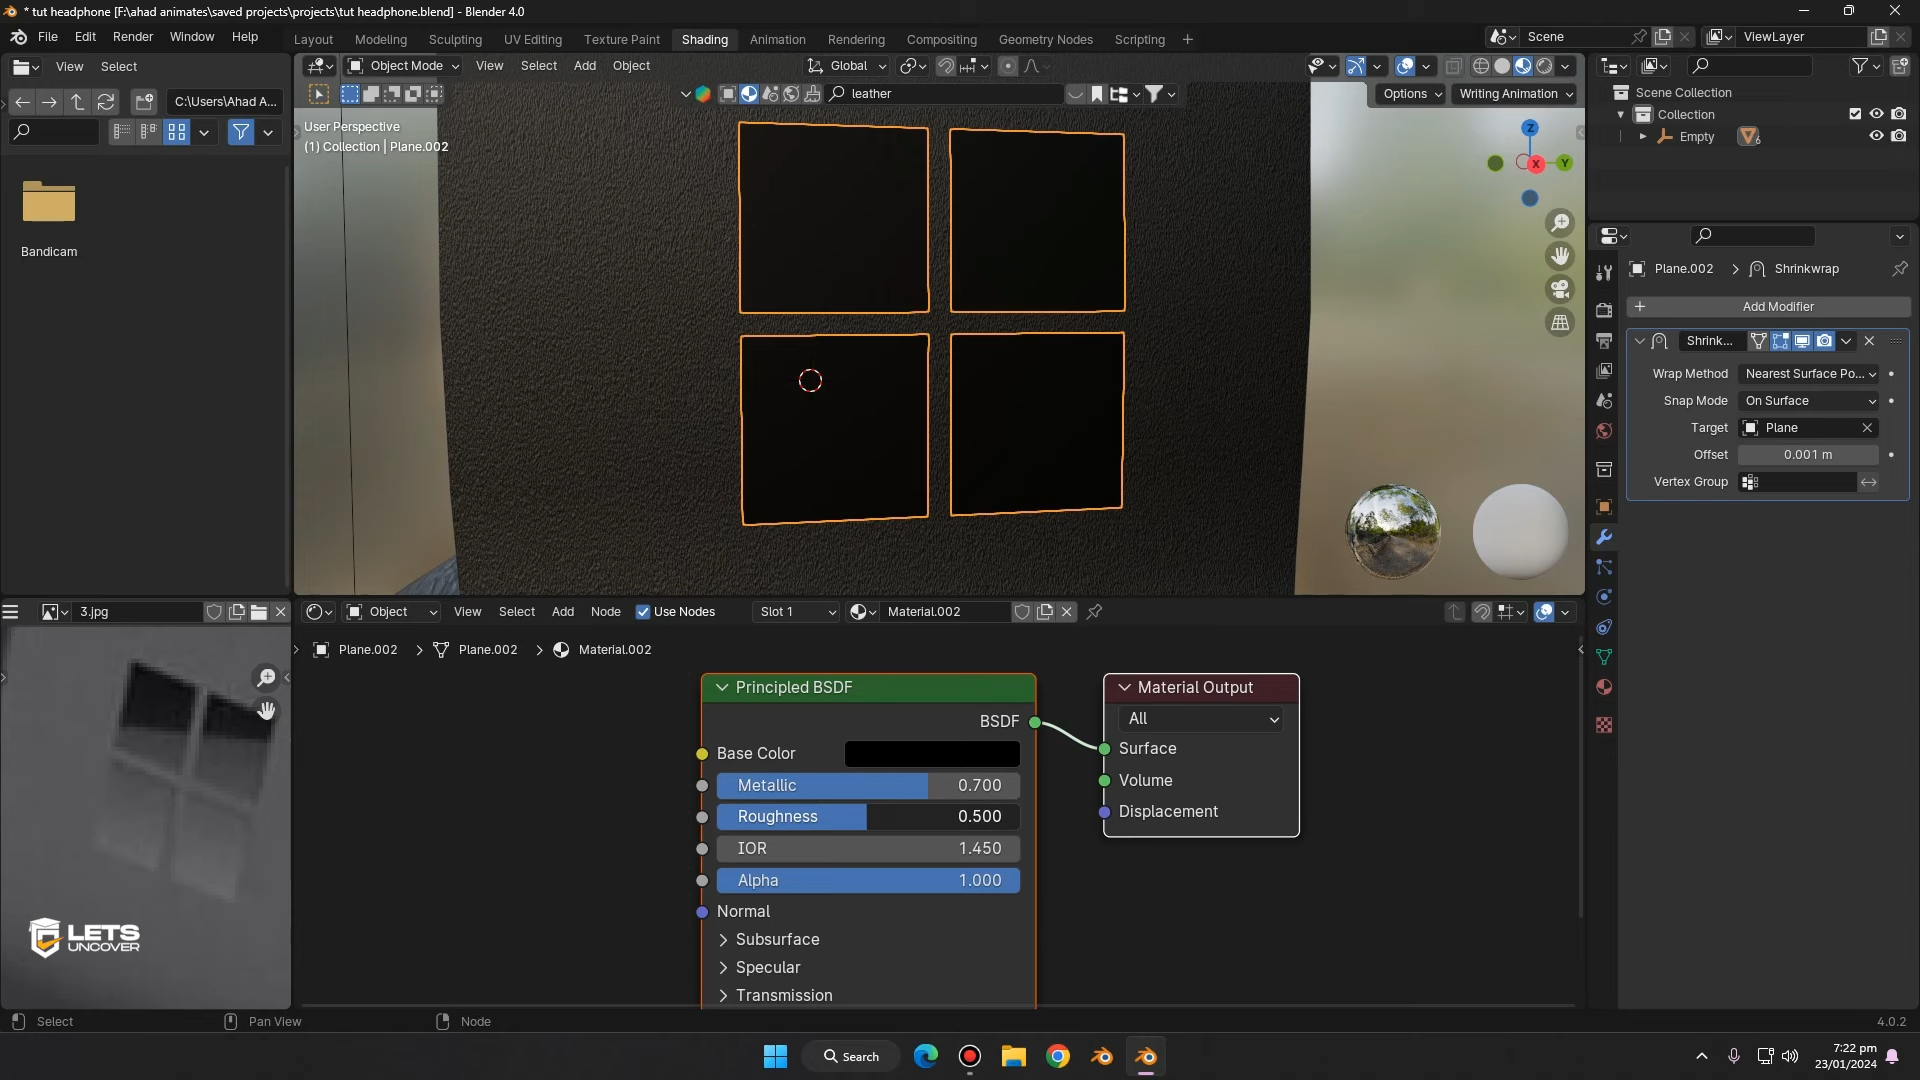 * tut headphone [F:\ahad animates\saved projects\projects\tut headphone.blend] - Blender 4.0
File Edit Render Window Help Layout Modeling Sculpting UV Editing Texture Paint Shading Animation Rendering Compositing Geometry Nodes Scripting + Scene ViewLayer
View Select Object Mode View Select Add Object Global
C:\Users\Ahad A... leather Options Writing Animation
User Perspective
(1) Collection | Plane.002
Bandicam
Z
X
Y
Scene Collection
Collection
Empty 6
Plane.002 > Shrinkwrap
+ Add Modifier
Shrink...
Wrap Method Nearest Surface Po...
Snap Mode On Surface
Target Plane
Offset 0.001 m
Vertex Group
3.jpg Object View Select Add Node Use Nodes Slot 1 Material.002
Plane.002 > Plane.002 > Material.002
Principled BSDF
BSDF
Base Color
Metallic 0.700
Roughness 0.500
IOR 1.450
Alpha 1.000
Normal
Subsurface
Specular
Transmission
Material Output
All
Surface
Volume
Displacement
LETS
UNCOVER
Select Pan View Node 4.0.2
Search
7:22 pm
23/01/2024